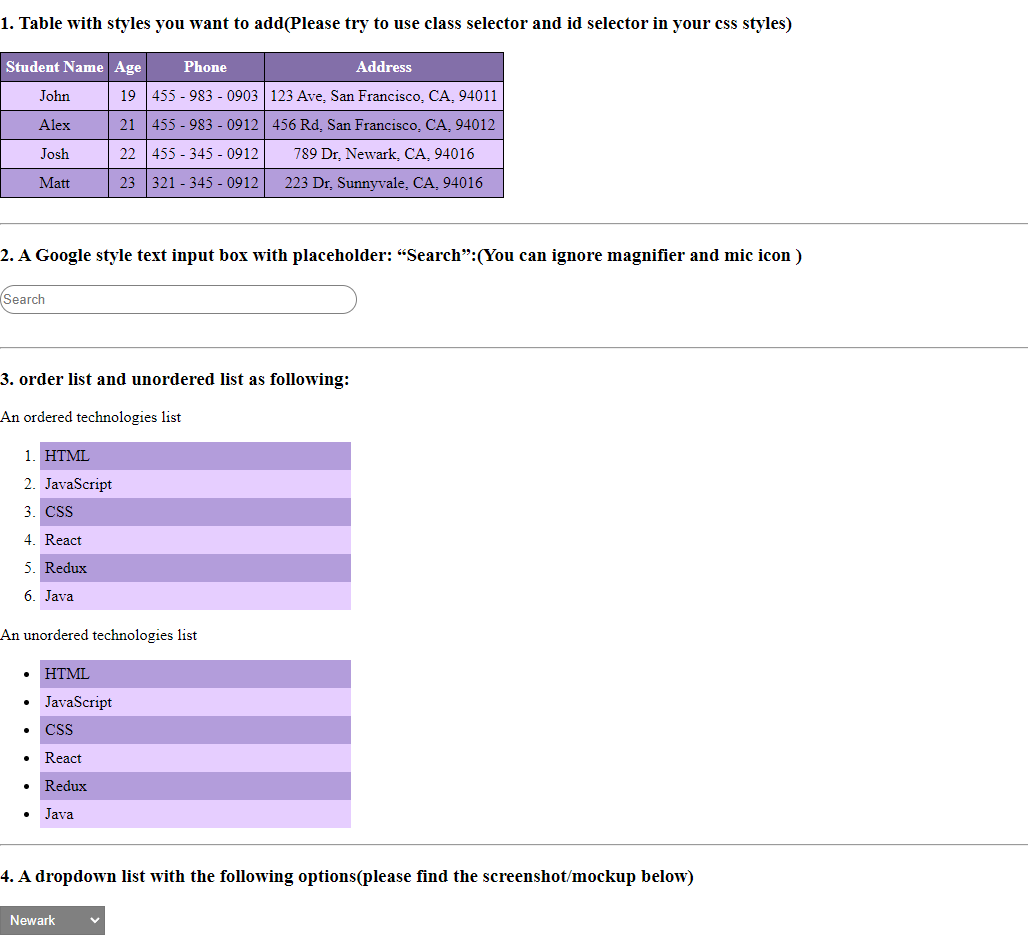 1. Table with styles you want to add(Please try to use class selector and id selector in your css styles)
Student Name Age Phone Address
John 19 455 - 983 - 0903 123 Ave, San Francisco, CA, 94011
Alex 21 455 - 983 - 0912 456 Rd, San Francisco, CA, 94012
Josh 22 455 - 345 - 0912 789 Dr, Newark, CA, 94016
Matt 23 321 - 345 - 0912 223 Dr, Sunnyvale, CA, 94016
2. A Google style text input box with placeholder: “Search”:(You can ignore magnifier and mic icon )
Search
3. order list and unordered list as following:
An ordered technologies list
1. HTML
2. JavaScript
3. CSS
4. React
5. Redux
6. Java
An unordered technologies list
• HTML
• JavaScript
• CSS
• React
• Redux
• Java
4. A dropdown list with the following options(please find the screenshot/mockup below)
Newark